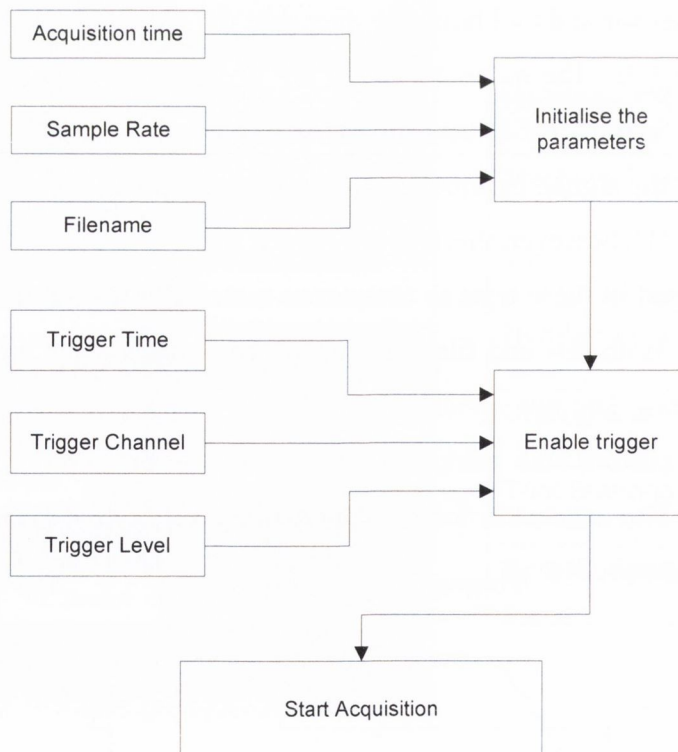 Acquisition time
Sample Rate
Filename
Initialise the
parameters
Trigger Time
Trigger Channel
Trigger Level
Enable trigger
Start Acquisition